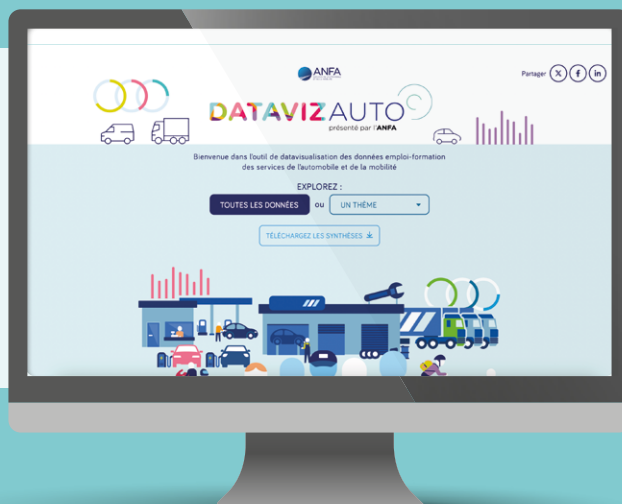 ANFA
Partager
DATAVIZAUTO
présenté par l'ANFA
Bienvenue dans l'outil de datavisualisation des données emploi-formation
des services de l'automobile et de la mobilité
EXPLOREZ :
TOUTES LES DONNÉES ou UN THÈME
TÉLÉCHARGEZ LES SYNTHÈSES